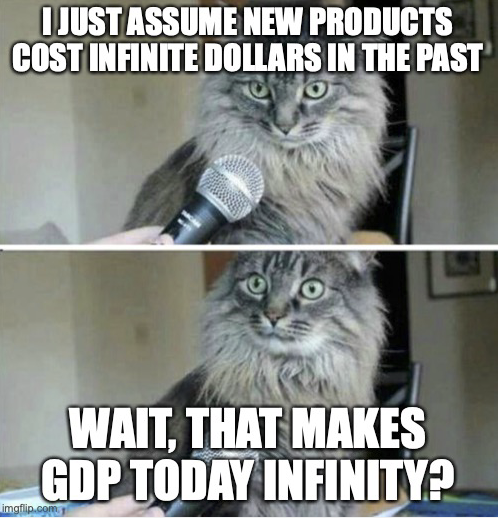 I JUST ASSUME NEW PRODUCTS
COST INFINITE DOLLARS IN THE PAST
WAIT, THAT MAKES
GDP TODAY INFINITY?
imgflip.com